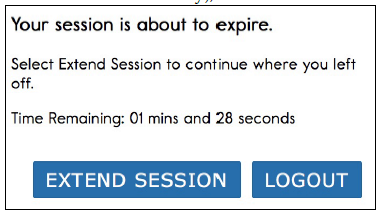 Your session is about to expire.
Select Extend Session to continue where you left
off.
Time Remaining: 01 mins and 28 seconds
EXTEND SESSION LOGOUT